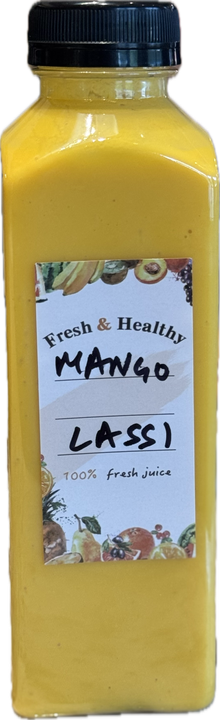 Fresh & Healthy
MANGO
LASSI
100% fresh juice